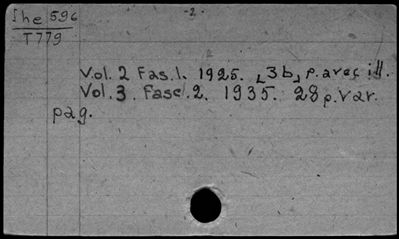 The 596
-2-
T779
Vol. 2 Fas. 1. 1925. [3b] p. avec ill.
Vol. 3. Fasc. 2. 1935. 28 p. var.
pag.